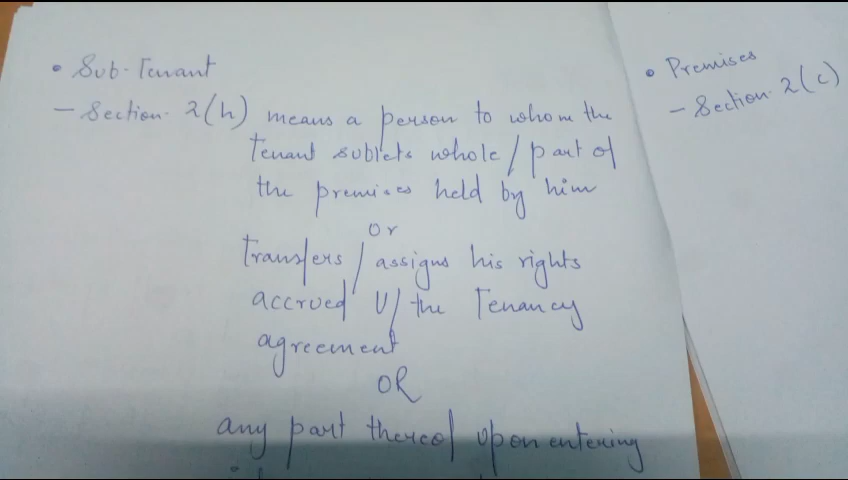 • Sub-Tenant
- Section 2(h) means a person to whom the
Tenant sublets whole/part of
the premises held by him
or
Transfers/assigns his rights
accrued U/the Tenancy
agreement
OR
any part thereof upon entering
• Premises
- Section 2(c)